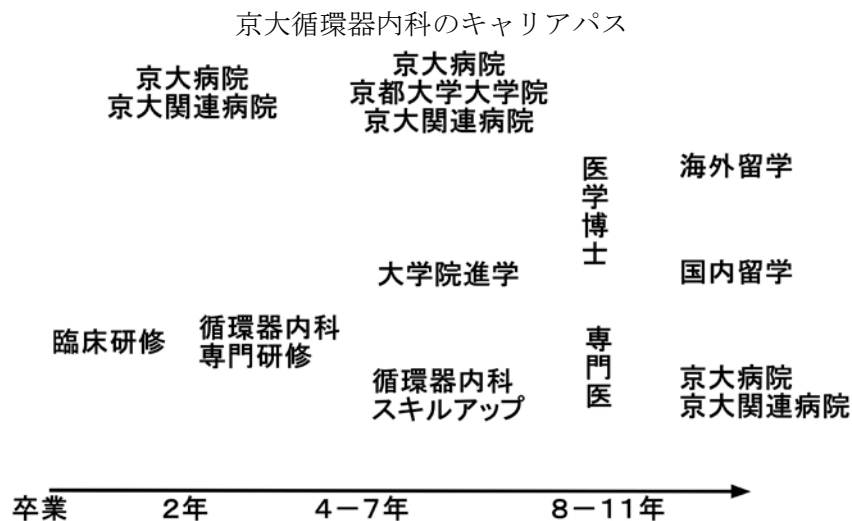 京大循環器内科のキャリアパス
京大病院
京大関連病院
京大病院
京都大学大学院
京大関連病院
医学博士
海外留学
大学院進学
国内留学
臨床研修
循環器内科
専門研修
循環器内科
スキルアップ
専門医
京大病院
京大関連病院
卒業
2年
4－7年
8－11年